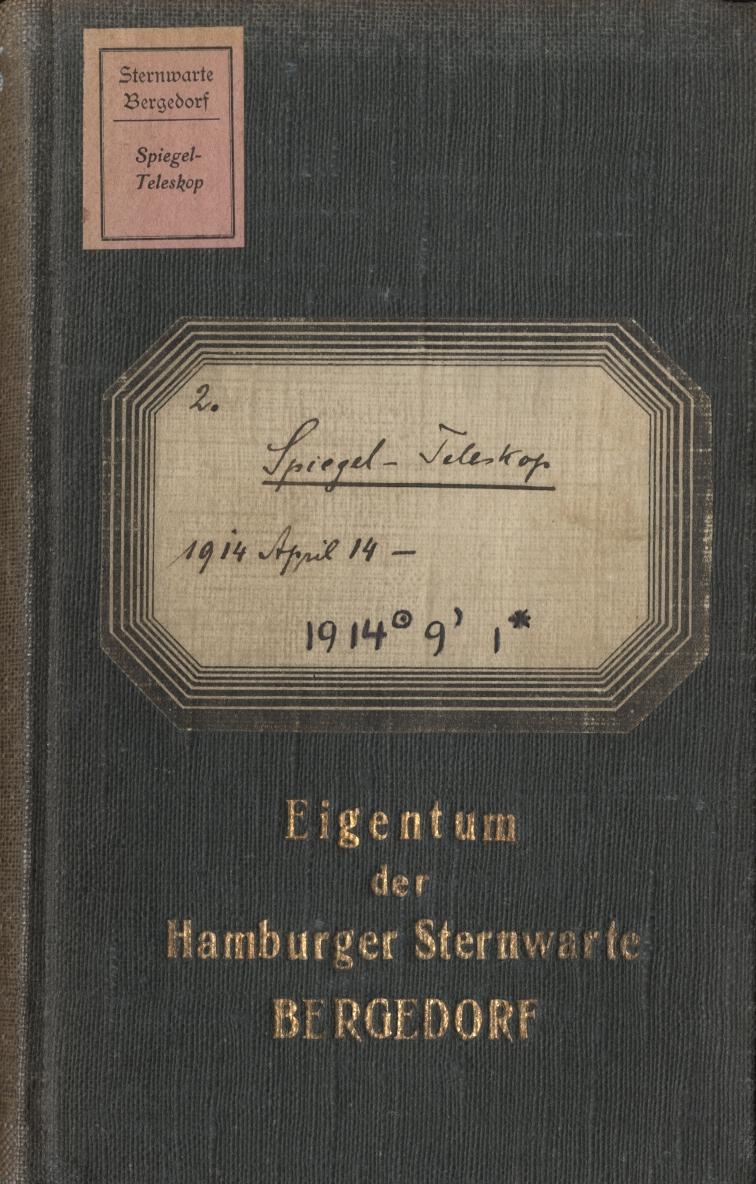 Sternwarte
Bergedorf
Spiegel-
Teleskop
2.
Spiegel-Teleskop
1914 April 14 —
1914⊙ 9⁾ 1*
Eigentum
der
Hamburger Sternwarte
BERGEDORF